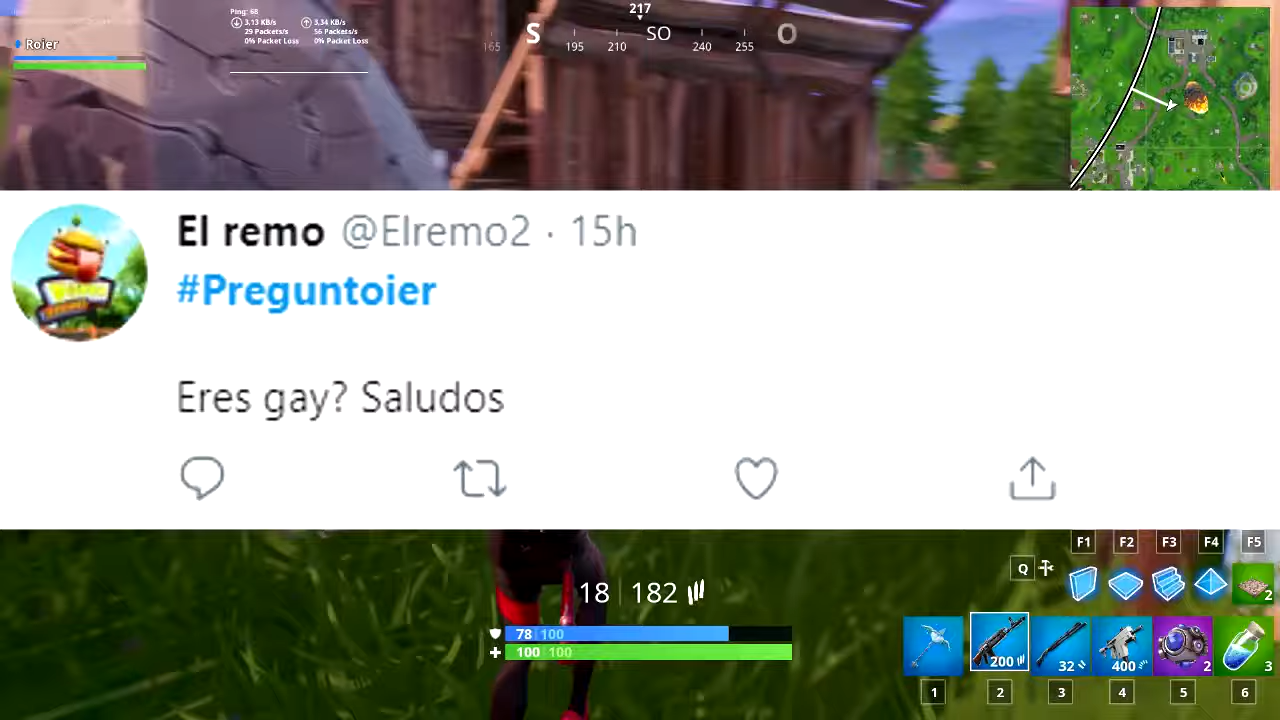 Ping: 68
3,13 KB/s 3,34 KB/s
29 Packets/s 56 Packets/s
0% Packet Loss 0% Packet Loss
Roier
217
165 S 195 210 SO 240 255 O
El remo @Elremo2 · 15h
#Preguntoier
Eres gay? Saludos
18 | 182
78 | 100
100 | 100
F1 F2 F3 F4 F5
Q
2
200 32 400 2 3
1 2 3 4 5 6